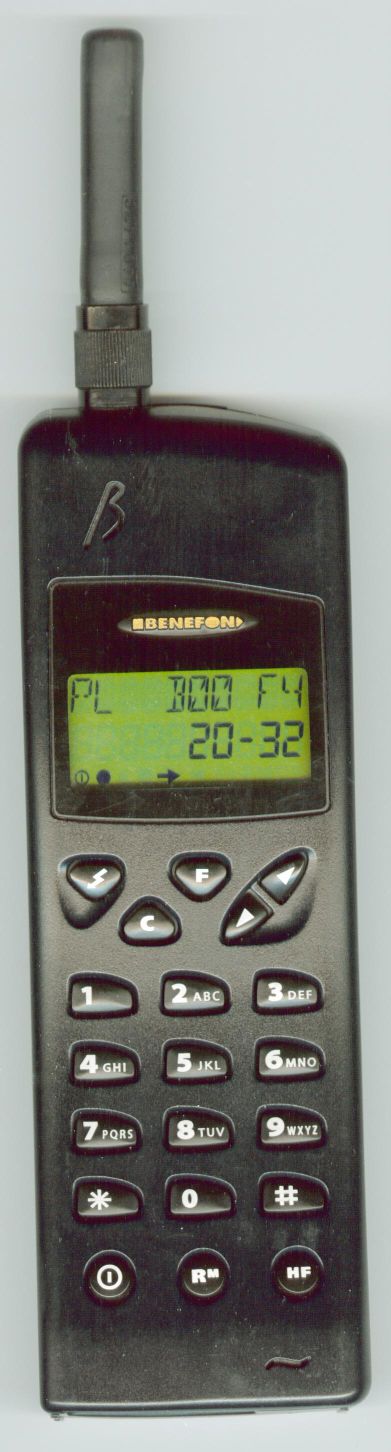 β
BENEFON
PL B00 F4
20-32
F
C
1
2 ABC
3 DEF
4 GHI
5 JKL
6 MNO
7 PQRS
8 TUV
9 WXYZ
* 0 #
RM HF